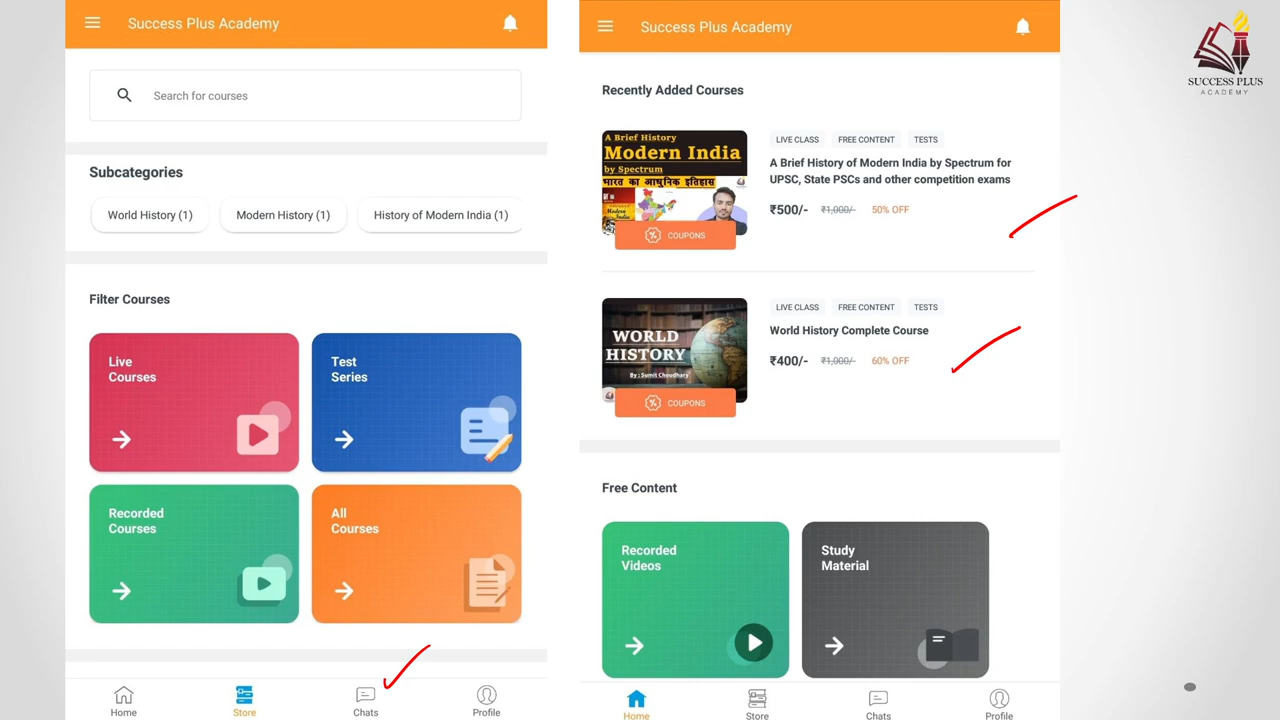 Success Plus Academy
Search for courses
Subcategories
World History (1)
Modern History (1)
History of Modern India (1)
Filter Courses
Live
Courses
Test
Series
Recorded
Courses
All
Courses
Home
Store
Chats
Profile
Success Plus Academy
Recently Added Courses
A Brief History
Modern India
by Spectrum
भारत का आधुनिक इतिहास
COUPONS
LIVE CLASS
FREE CONTENT
TESTS
A Brief History of Modern India by Spectrum for
UPSC, State PSCs and other competition exams
₹500/- ₹1,000/- 50% OFF
WORLD
HISTORY
By : Sumit Choudhary
COUPONS
LIVE CLASS
FREE CONTENT
TESTS
World History Complete Course
₹400/- ₹1,000/- 60% OFF
Free Content
Recorded
Videos
Study
Material
Home
Store
Chats
Profile
SUCCESS PLUS
ACADEMY